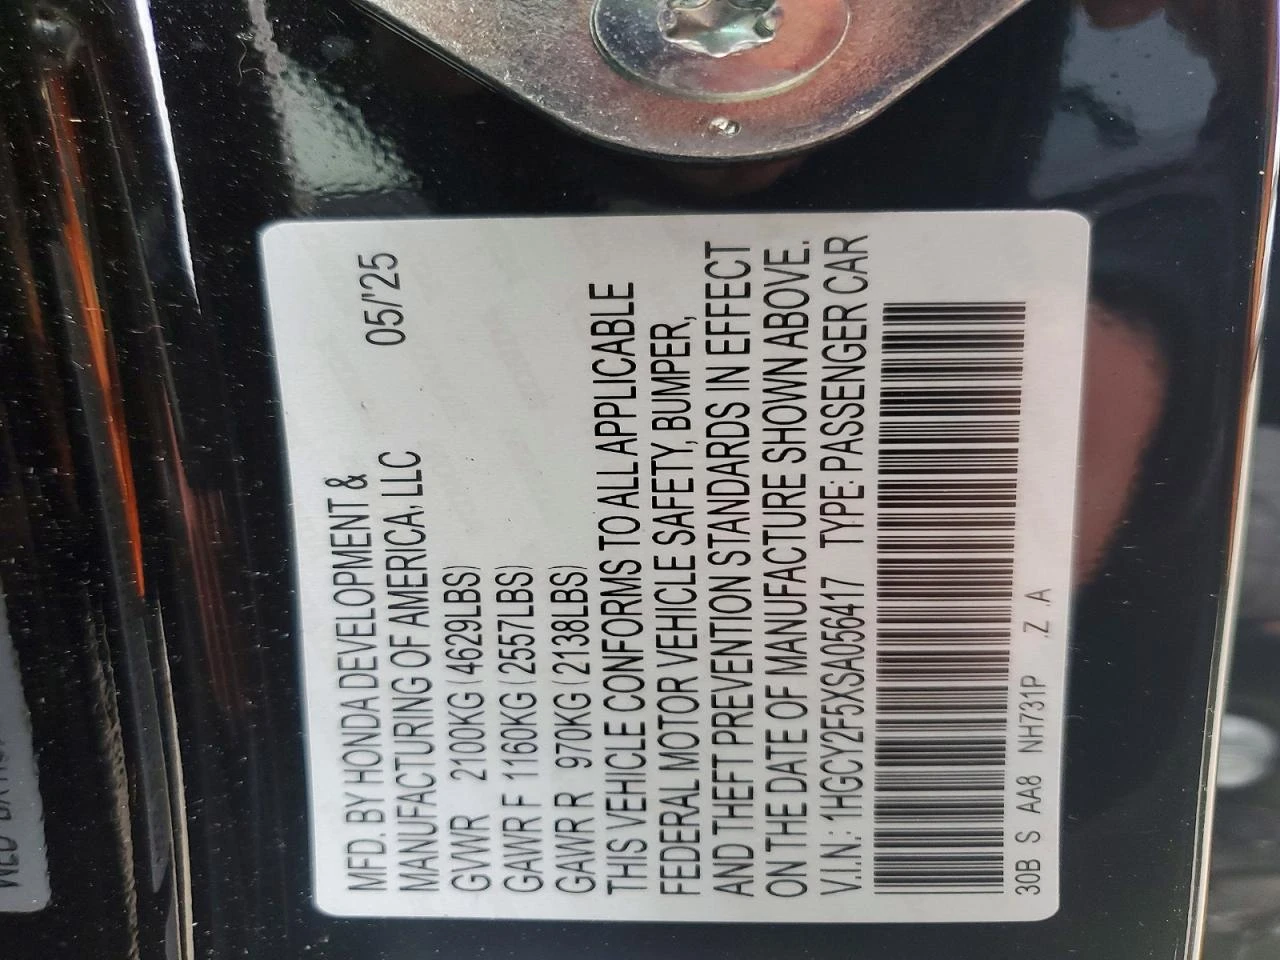 MFD. BY HONDA DEVELOPMENT &
MANUFACTURING OF AMERICA, LLC 05/'25
GVWR 2100KG (4629LBS)
GAWR F 1160KG (2557LBS)
GAWR R 970KG (2138LBS)
THIS VEHICLE CONFORMS TO ALL APPLICABLE
FEDERAL MOTOR VEHICLE SAFETY, BUMPER,
AND THEFT PREVENTION STANDARDS IN EFFECT
ON THE DATE OF MANUFACTURE SHOWN ABOVE.
V.I.N.: 1HGCY2F5XSA056417 TYPE: PASSENGER CAR
30B S AA8 NH731P .Z .A